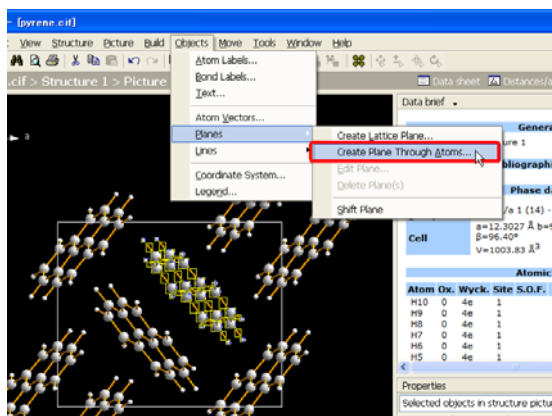 [pyrene.cif]
View Structure Picture Build Objects Move Tools Window Help
.cif > Structure 1 > Picture
Data sheet Distances/a
Atom Labels...
Bond Labels...
Text...
Atom Vectors...
Planes
Lines
Coordinate System...
Legend...
Create Lattice Plane...
Create Plane Through Atoms...
Edit Plane...
Delete Plane(s)
Shift Plane
a
Data brief
Genera
ure 1
bliograph
Phase da
/a 1 (14) -
Cell
a=12.3027 Å b=9
β=96.40°
V=1003.83 Å3
Atomic
Atom Ox. Wyck. Site S.O.F.
H10 0 4e 1
H9 0 4e 1
H8 0 4e 1
H7 0 4e 1
H6 0 4e 1
H5 0 4e 1
Properties
Selected objects in structure pictu